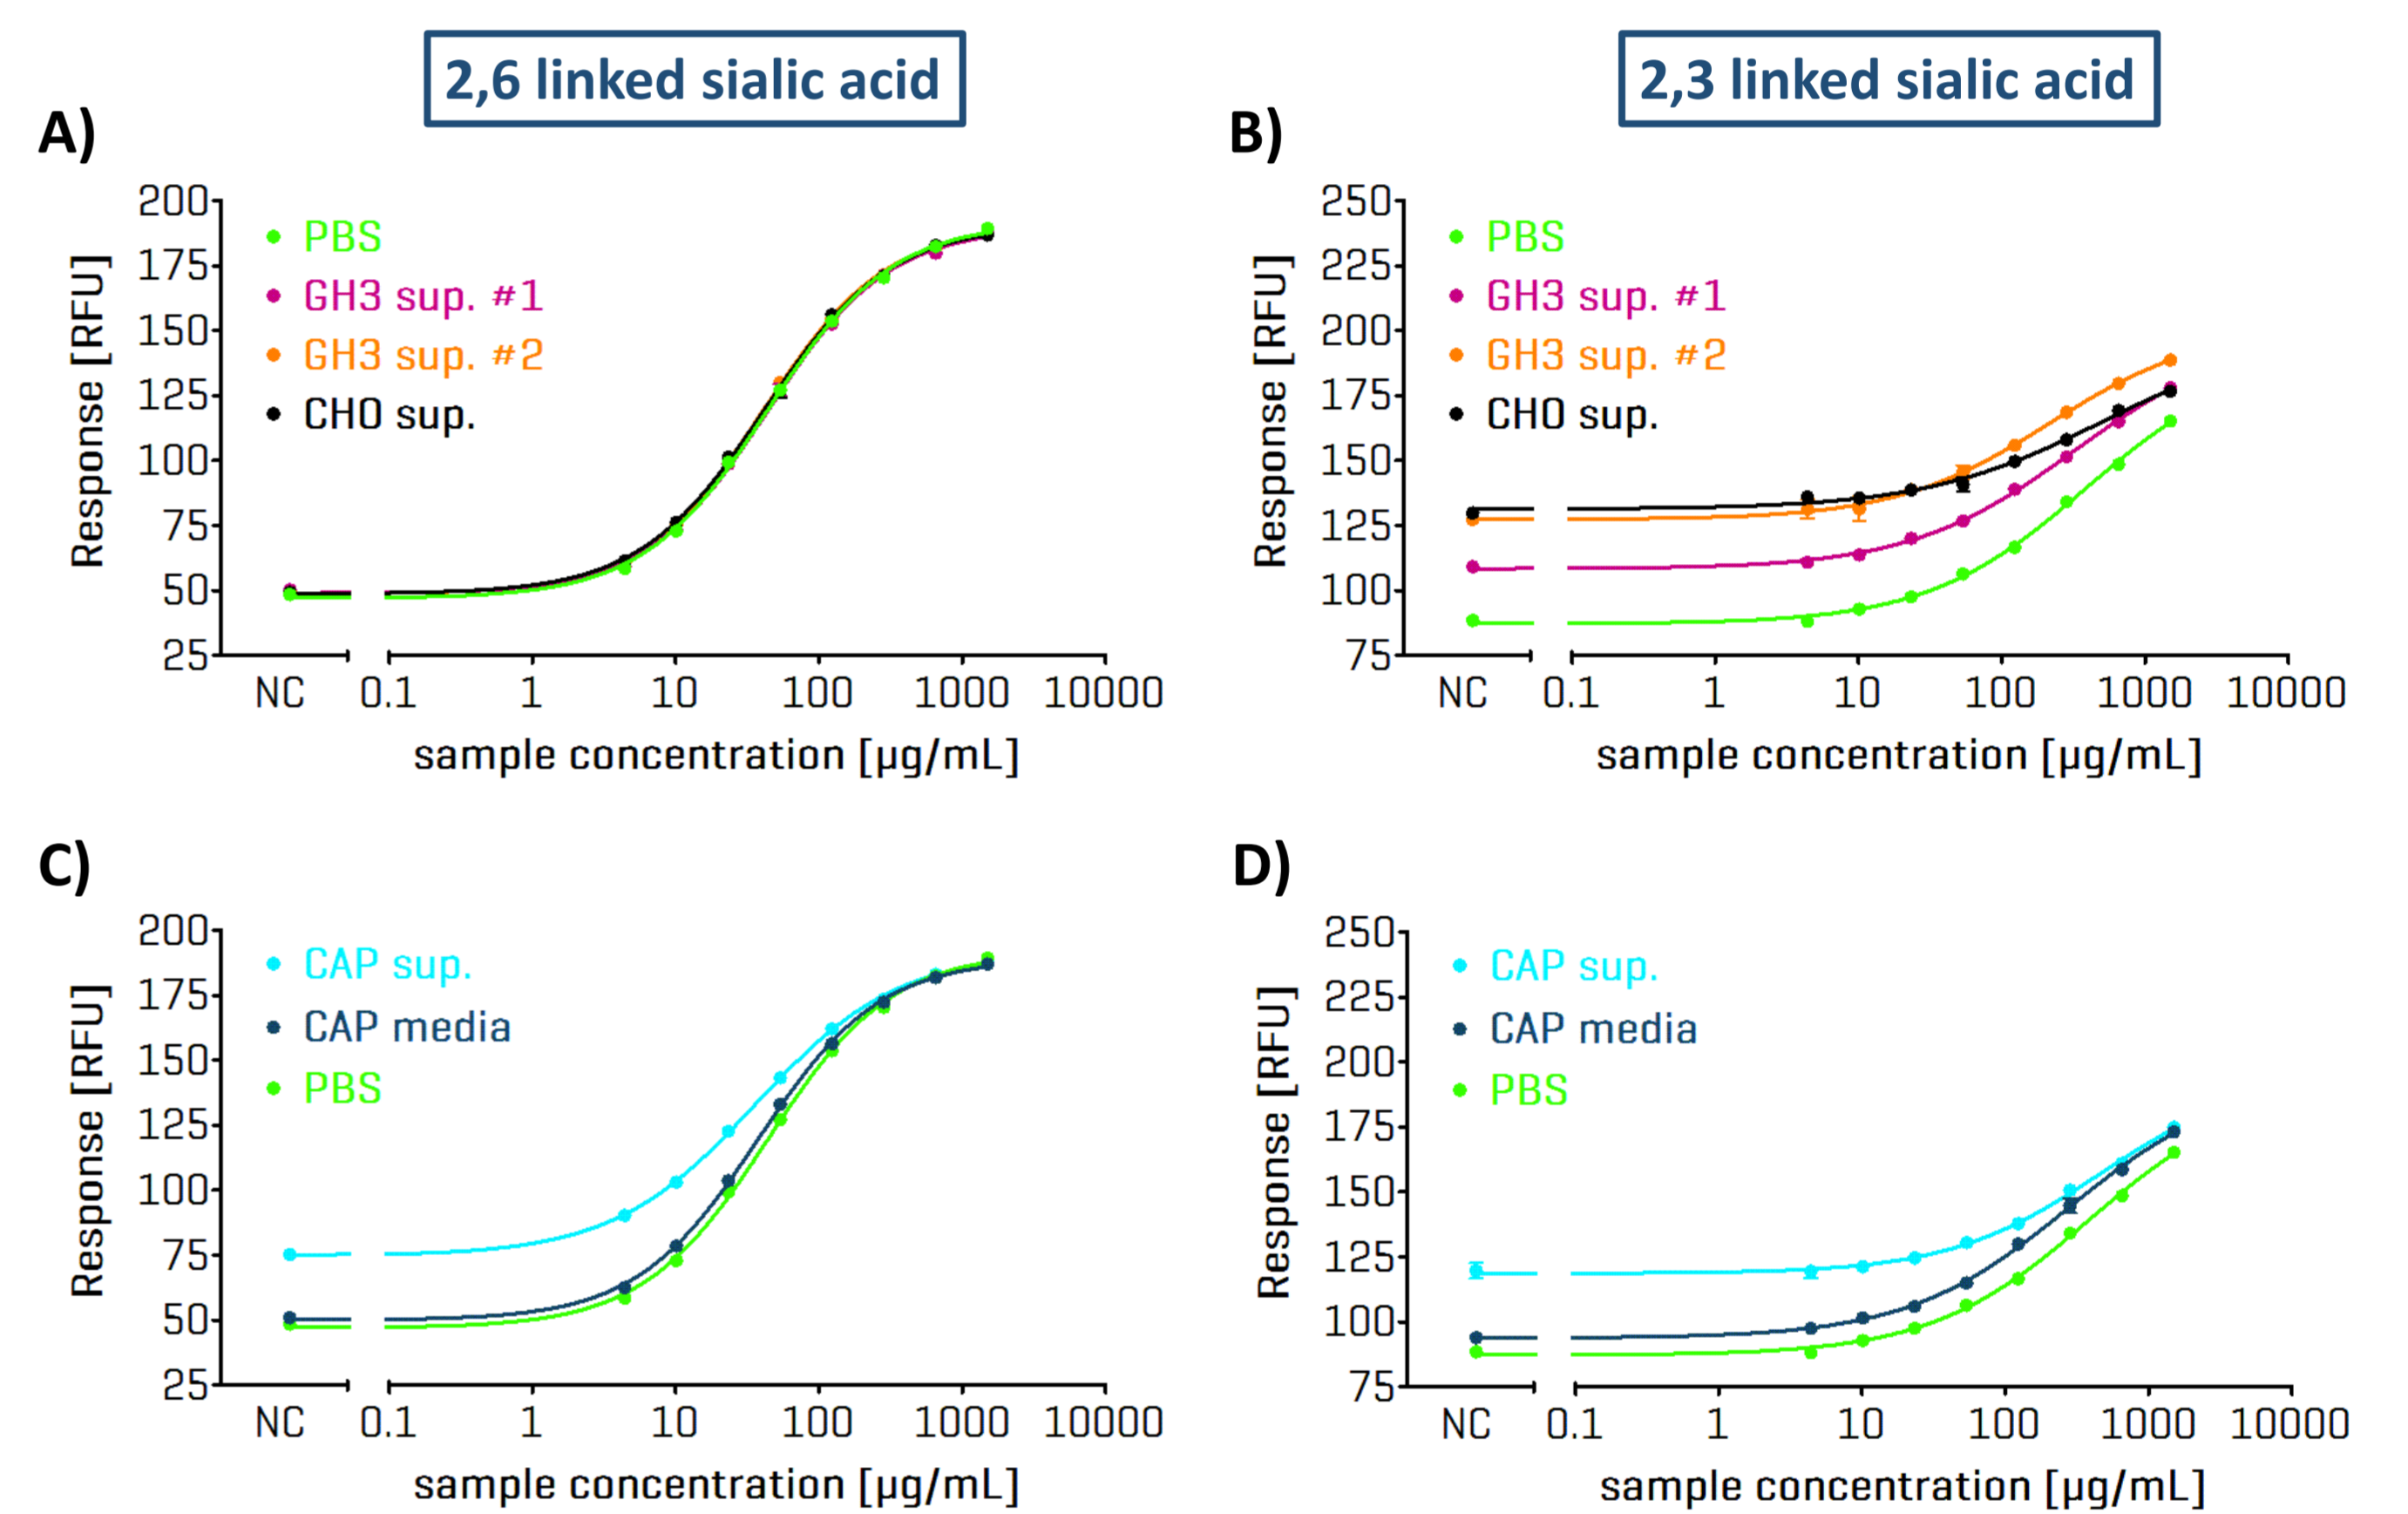 2,6 linked sialic acid
2,3 linked sialic acid
A)
200
175
150
125
100
75
50
25
Response [RFU]
PBS
GH3 sup. #1
GH3 sup. #2
CHO sup.
NC 0.1 1 10 100 1000 10000
sample concentration [µg/mL]
B)
250
225
200
175
150
125
100
75
Response [RFU]
PBS
GH3 sup. #1
GH3 sup. #2
CHO sup.
NC 0.1 1 10 100 1000 10000
sample concentration [µg/mL]
C)
200
175
150
125
100
75
50
25
Response [RFU]
CAP sup.
CAP media
PBS
NC 0.1 1 10 100 1000 10000
sample concentration [µg/mL]
D)
250
225
200
175
150
125
100
75
Response [RFU]
CAP sup.
CAP media
PBS
NC 0.1 1 10 100 1000 10000
sample concentration [µg/mL]